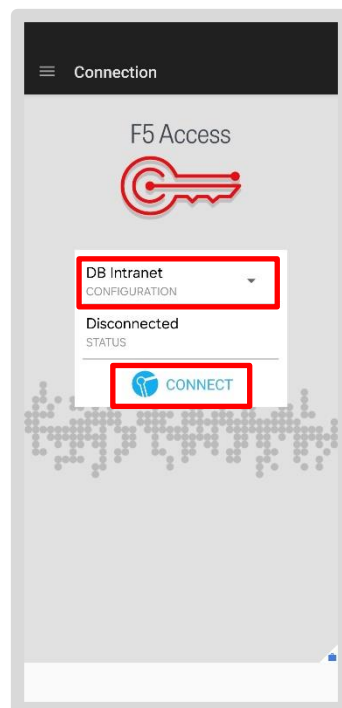 Connection
F5 Access
DB Intranet
CONFIGURATION
Disconnected
STATUS
CONNECT